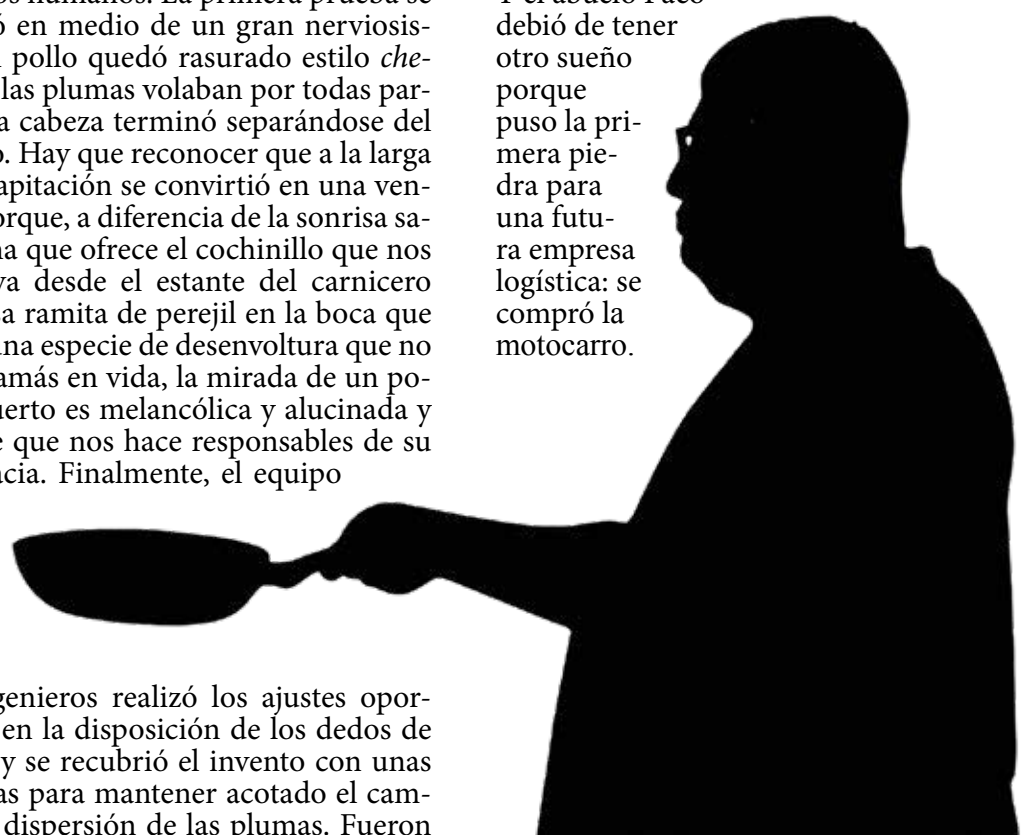 os humanos. La primera prueba se
ó en medio de un gran nerviosis-
pollo quedó rasurado estilo che-
las plumas volaban por todas par-
a cabeza terminó separándose del
o. Hay que reconocer que a la larga
apitación se convirtió en una ven-
orque, a diferencia de la sonrisa sa-
na que ofrece el cochinillo que nos
va desde el estante del carnicero
sa ramita de perejil en la boca que
una especie de desenvoltura que no
amás en vida, la mirada de un po-
uerto es melancólica y alucinada y
e que nos hace responsables de su
acia. Finalmente, el equipo
genieros realizó los ajustes opor-
en la disposición de los dedos de
y se recubrió el invento con unas
as para mantener acotado el cam-
dispersión de las plumas. Fueron
Y el abuelo Paco
debió de tener
otro sueño
porque
puso la pri-
mera pie-
dra para
una futu-
ra empresa
logística: se
compró la
motocarro.